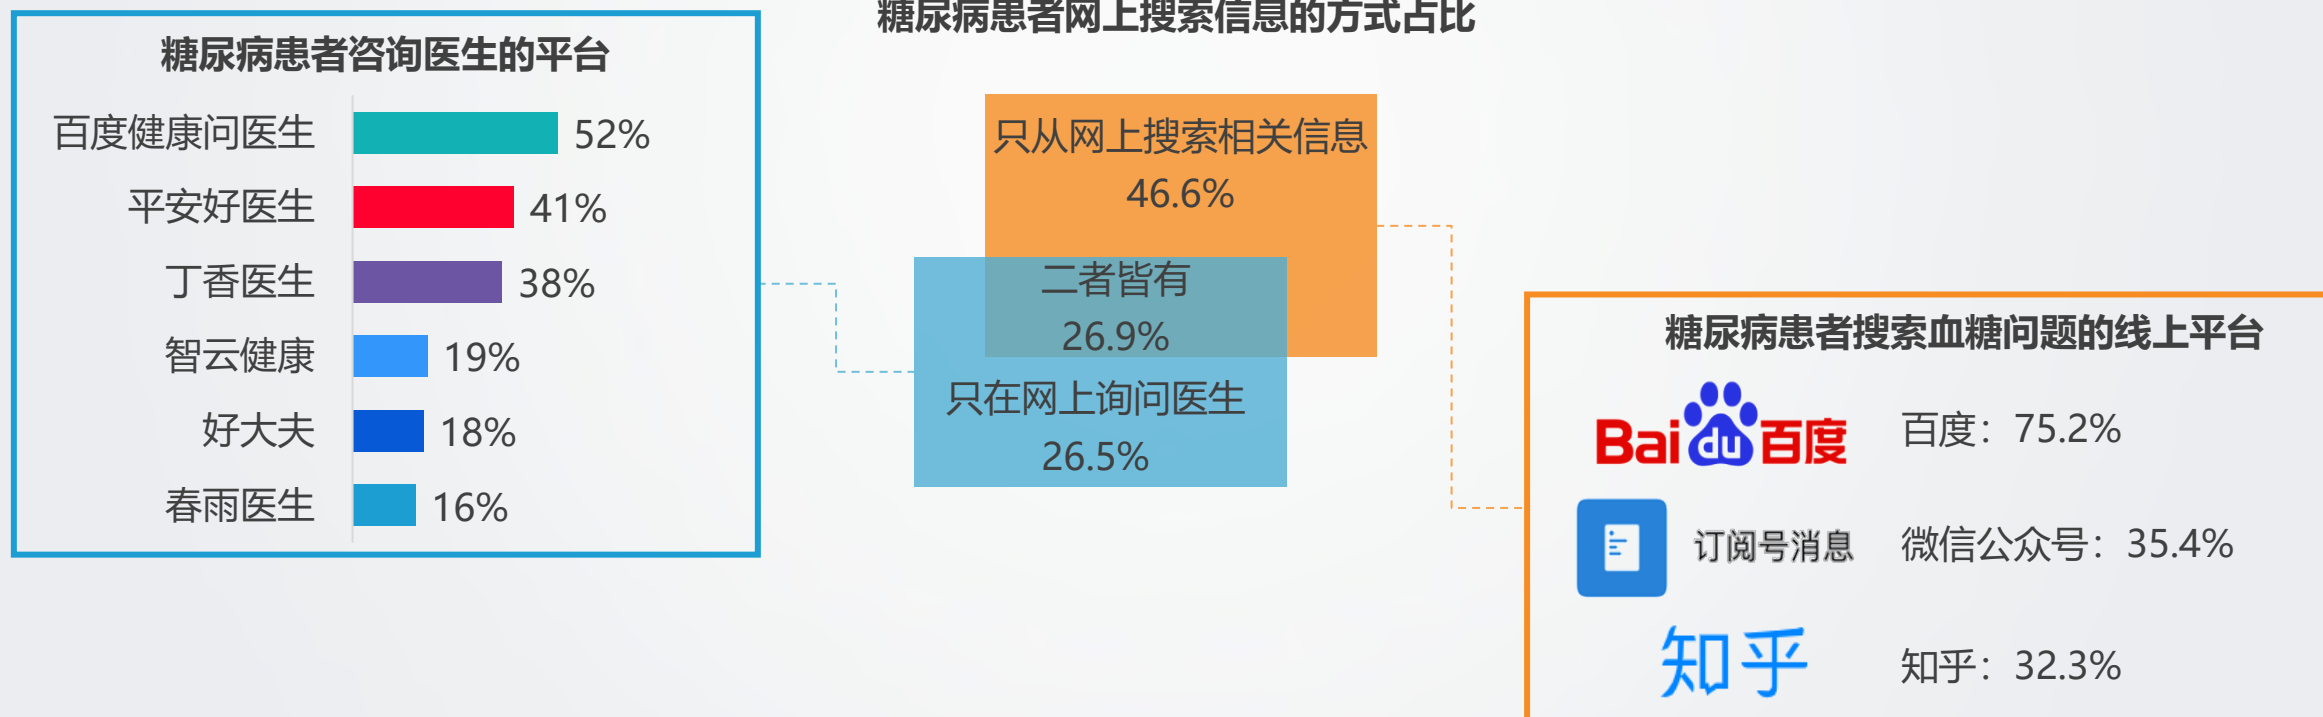 糖尿病患者网上搜索信息的方式占比
糖尿病患者咨询医生的平台
百度健康问医生 52%
平安好医生 41%
丁香医生 38%
智云健康 19%
好大夫 18%
春雨医生 16%
只从网上搜索相关信息
46.6%
二者皆有
26.9%
只在网上询问医生
26.5%
糖尿病患者搜索血糖问题的线上平台
Bai du 百度 百度：75.2%
订阅号消息 微信公众号：35.4%
知乎 知乎：32.3%